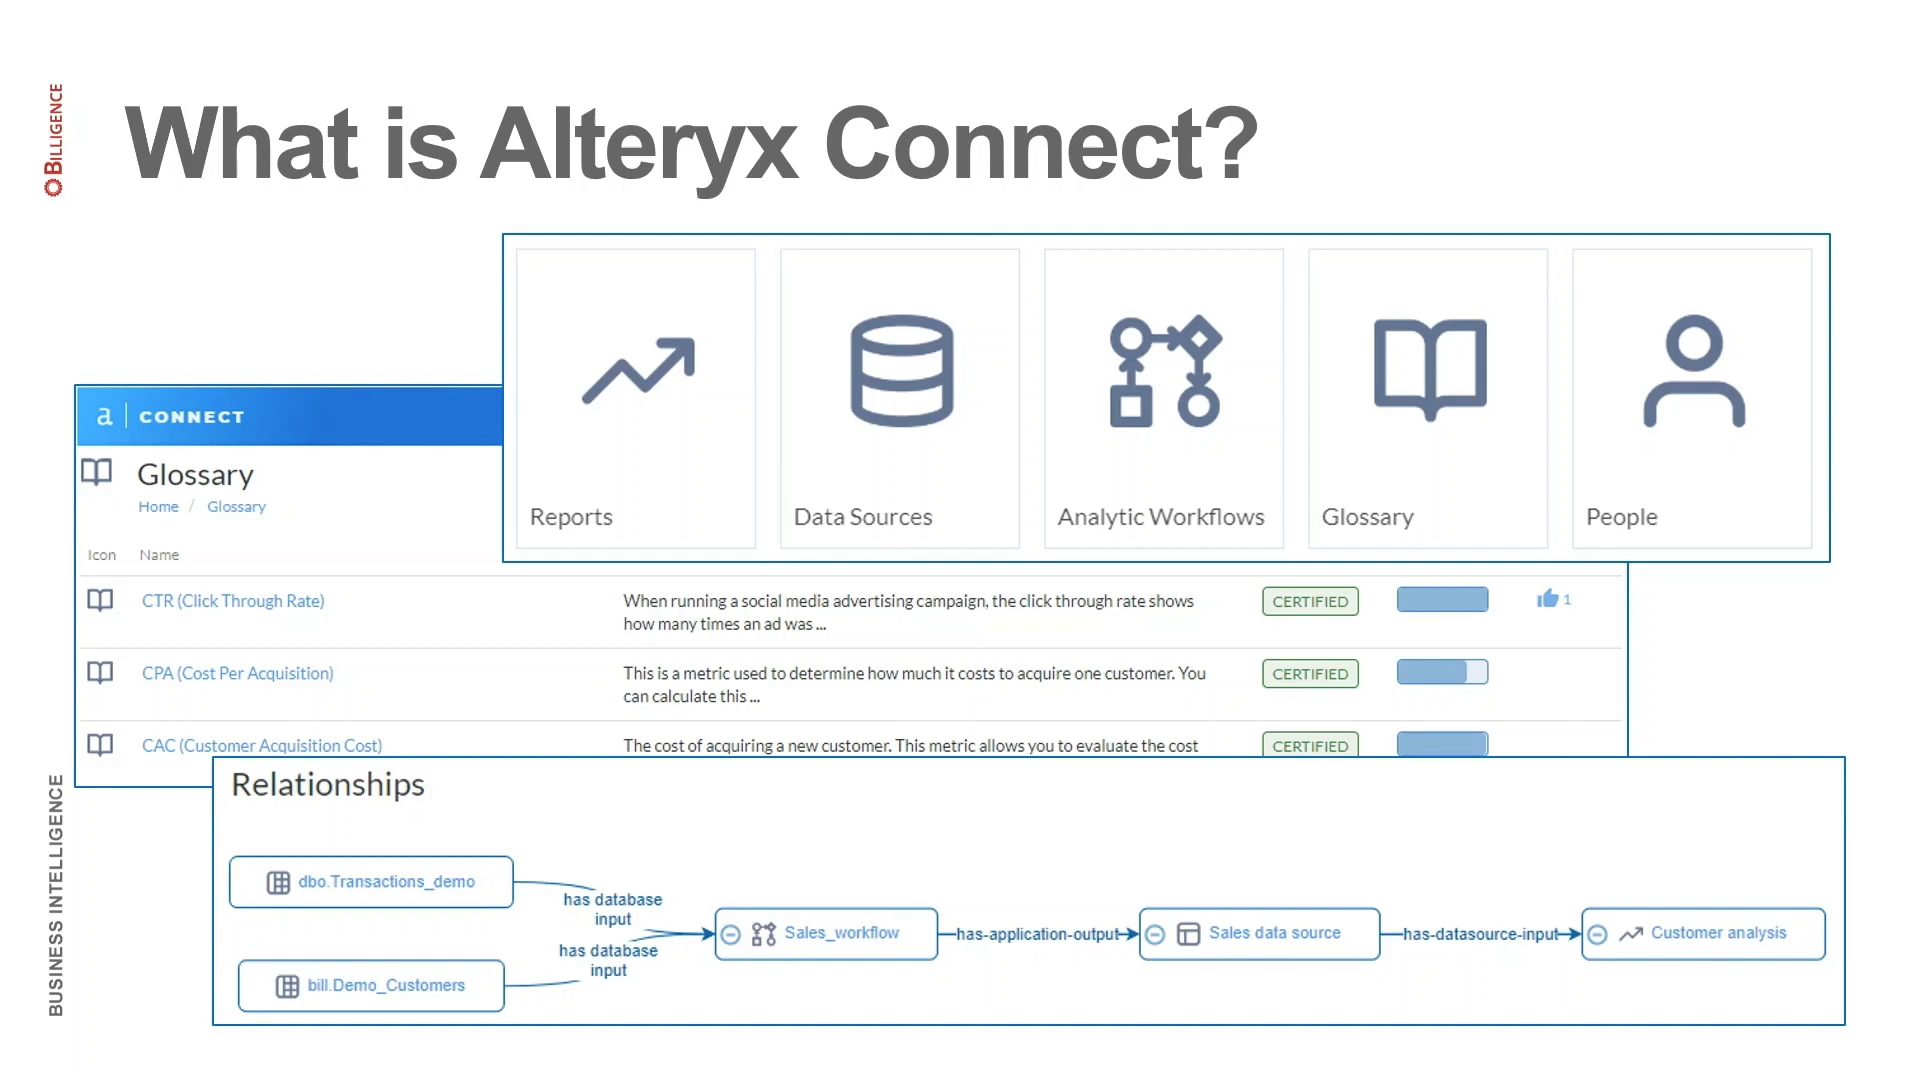 BILLIGENCE
What is Alteryx Connect?
Reports
Data Sources
Analytic Workflows
Glossary
People
a | CONNECT
Glossary
Home / Glossary
Icon Name
CTR (Click Through Rate)
When running a social media advertising campaign, the click through rate shows
how many times an ad was ...
CERTIFIED
1
CPA (Cost Per Acquisition)
This is a metric used to determine how much it costs to acquire one customer. You
can calculate this ...
CERTIFIED
CAC (Customer Acquisition Cost)
The cost of acquiring a new customer. This metric allows you to evaluate the cost
CERTIFIED
Relationships
dbo.Transactions_demo
has database
input
has database
input
bill.Demo_Customers
Sales_workflow
has-application-output
Sales data source
has-datasource-input
Customer analysis
BUSINESS INTELLIGENCE